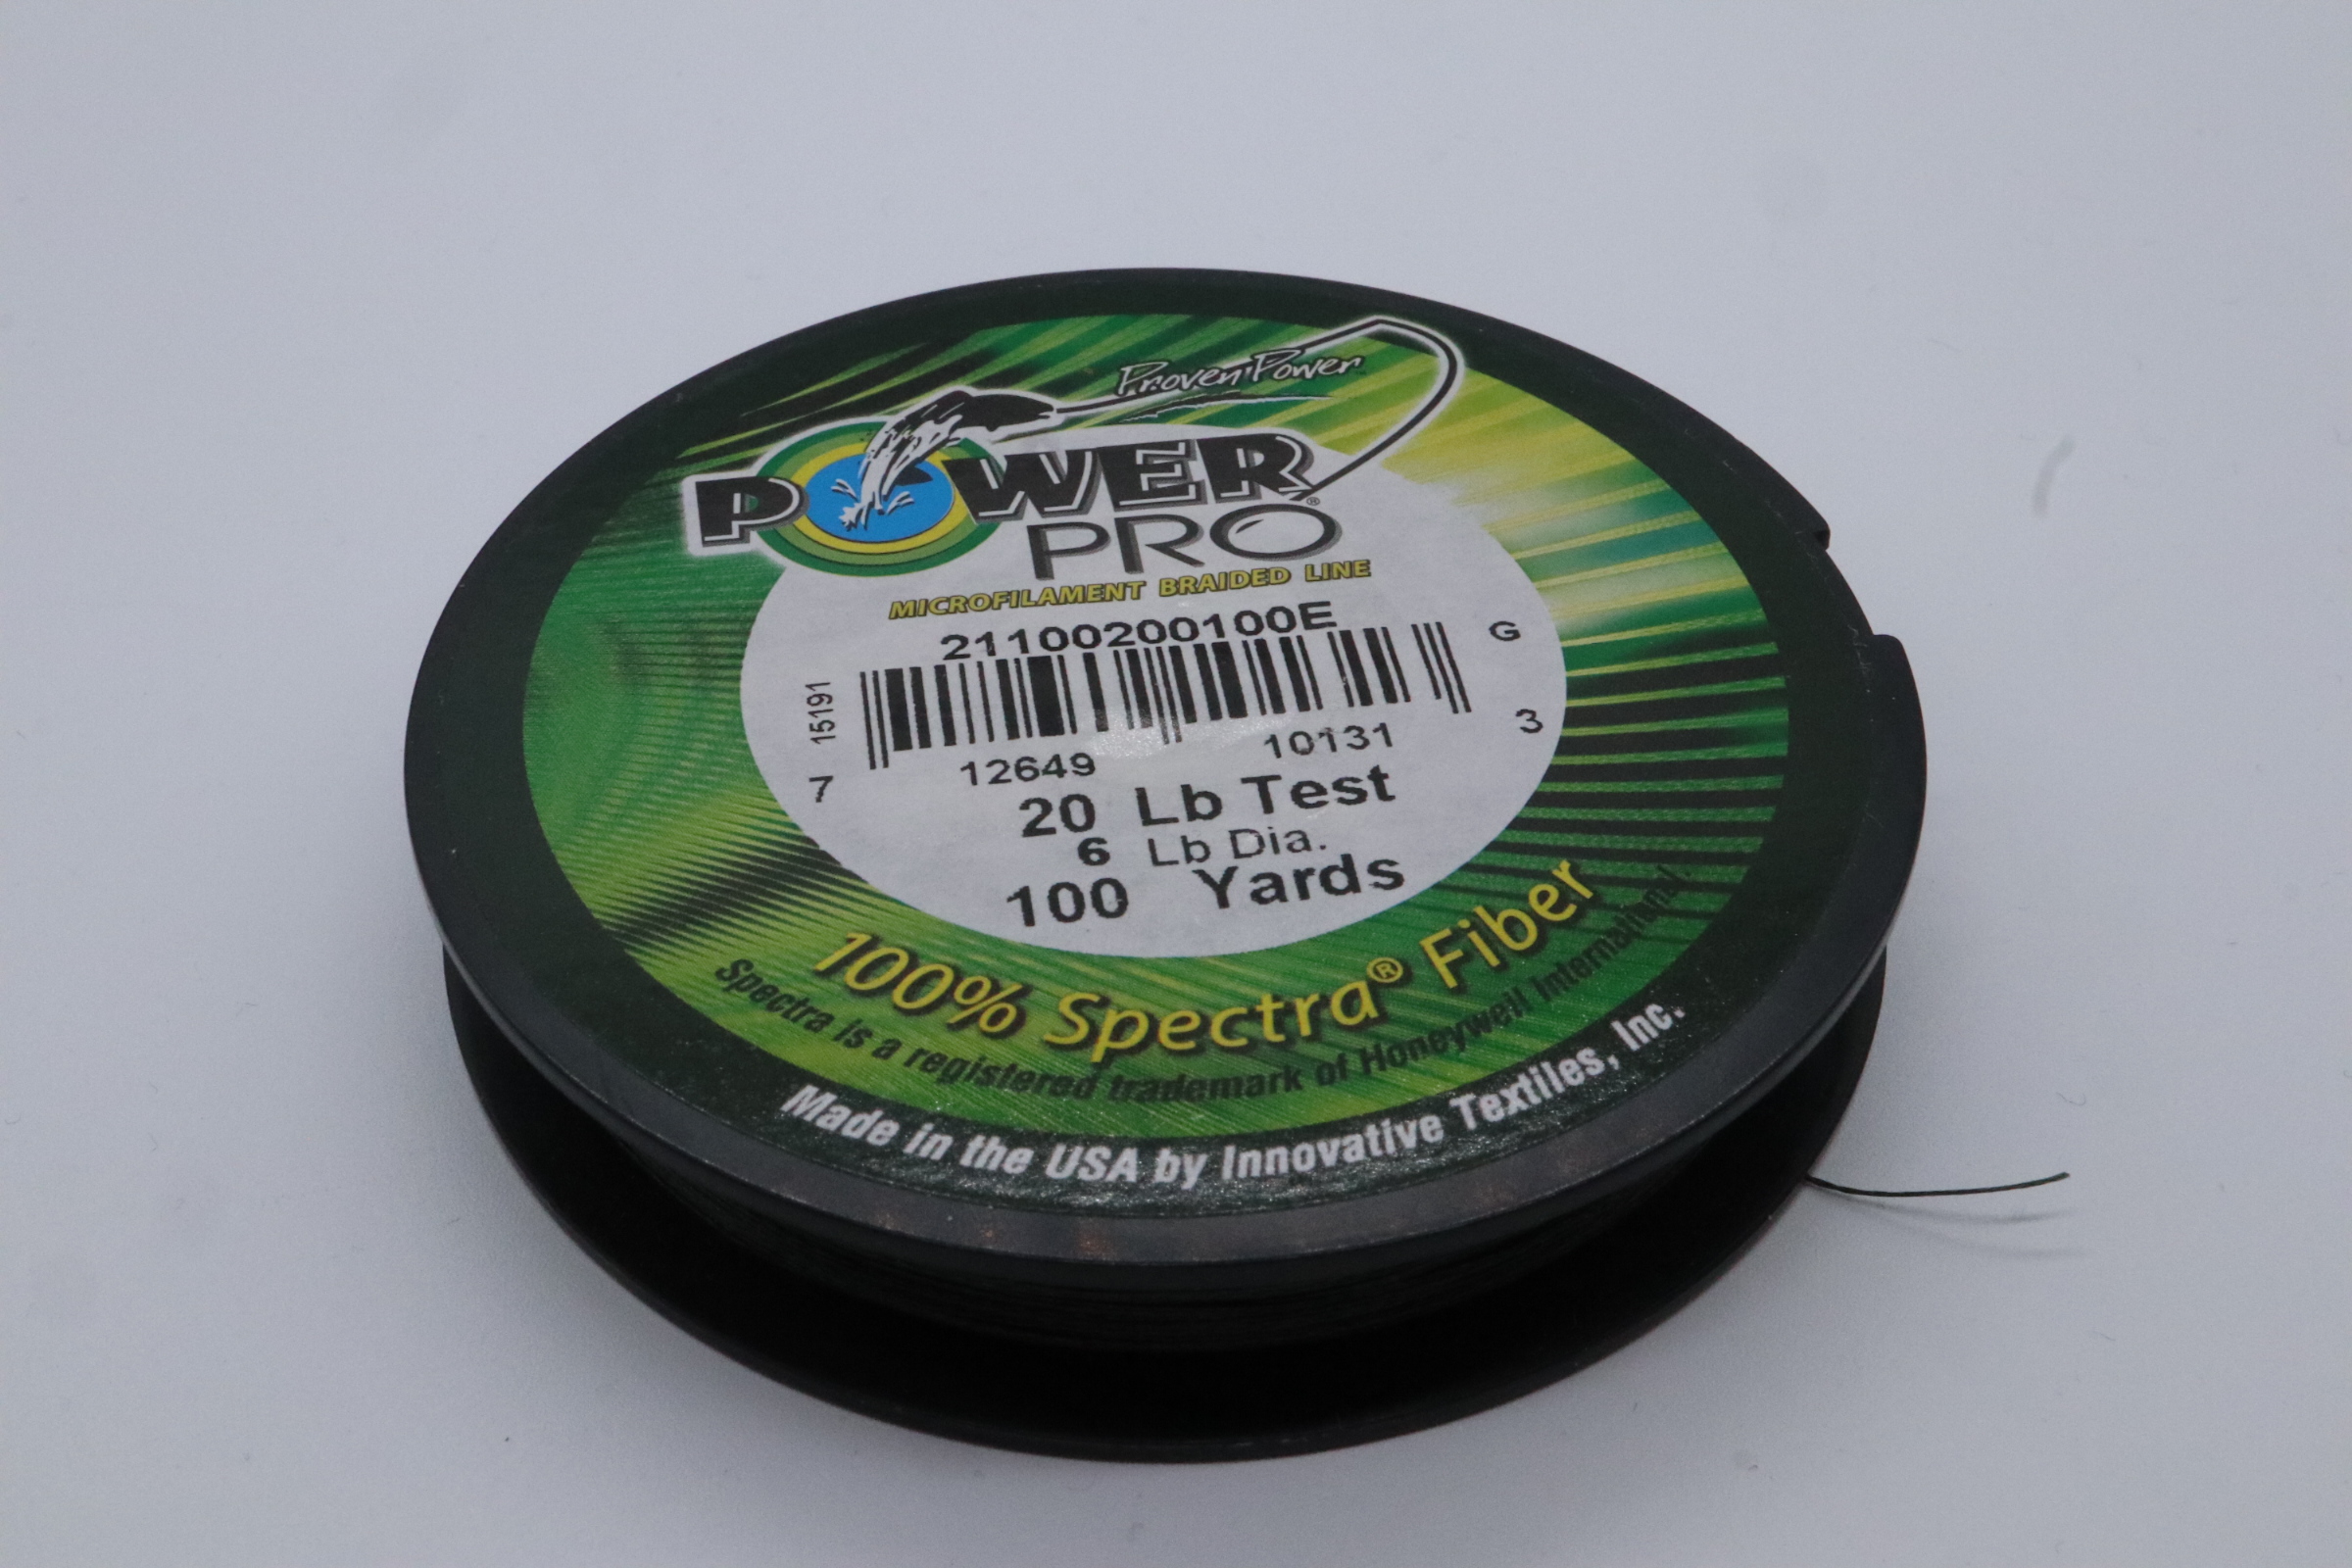 Proven Power™
POWER
PRO®
MICROFILAMENT BRAIDED LINE
21100200100E
G
15191
7 12649 10131 3
20 Lb Test
6 Lb Dia.
100 Yards
100% Spectra® Fiber
Spectra is a registered trademark of Honeywell International.
Made in the USA by Innovative Textiles, Inc.